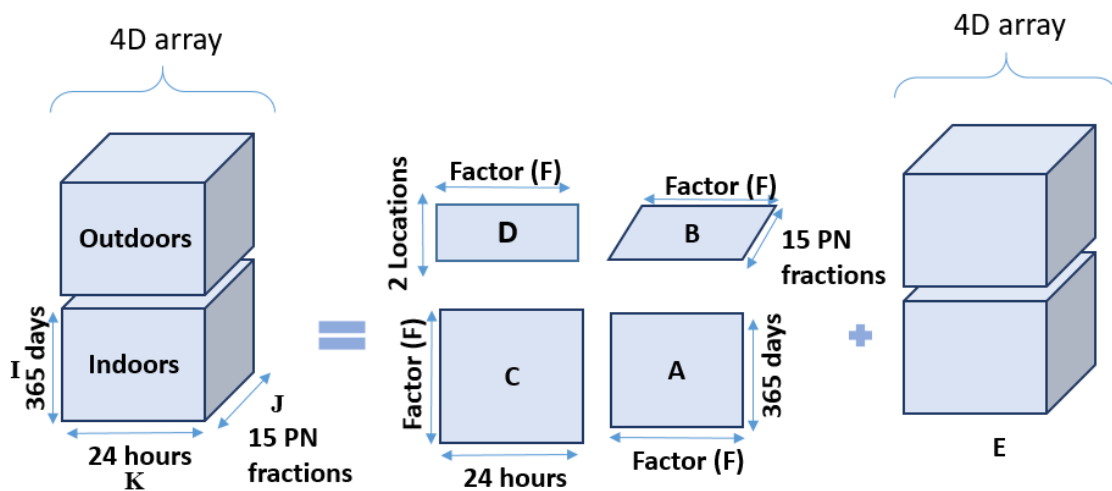 4D array
4D array
Outdoors
Indoors
I
365 days
24 hours
K
J
15 PN
fractions
Factor (F)
2 Locations
D
Factor (F)
B
15 PN
fractions
Factor (F)
C
24 hours
A
365 days
Factor (F)
E